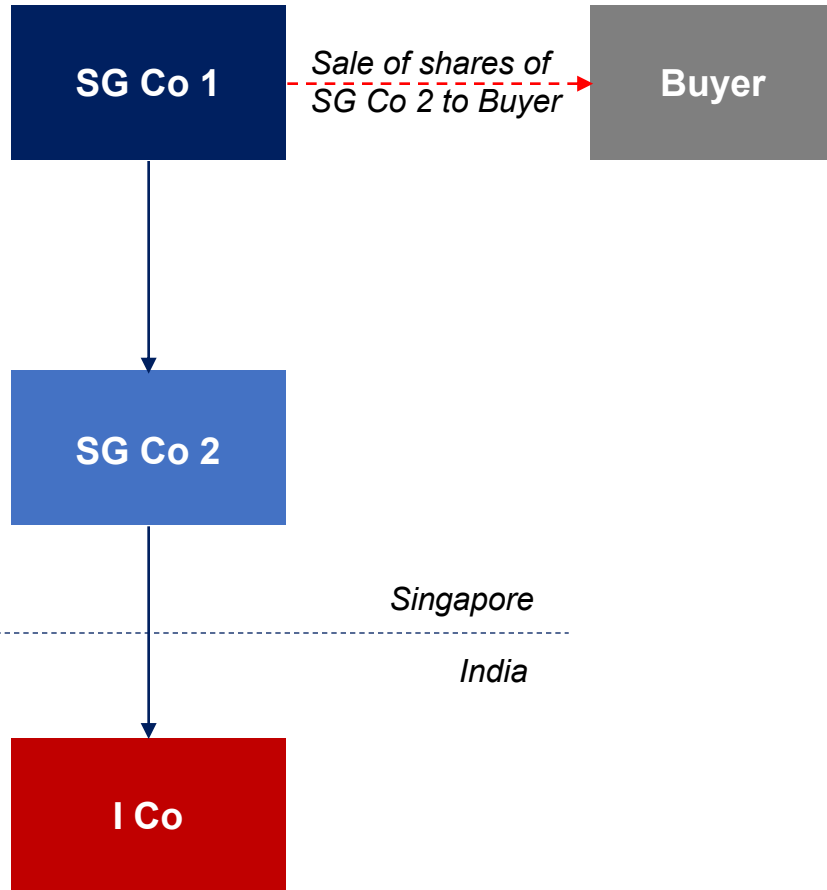 SG Co 1
Sale of shares of
SG Co 2 to Buyer
Buyer
SG Co 2
Singapore
India
I Co